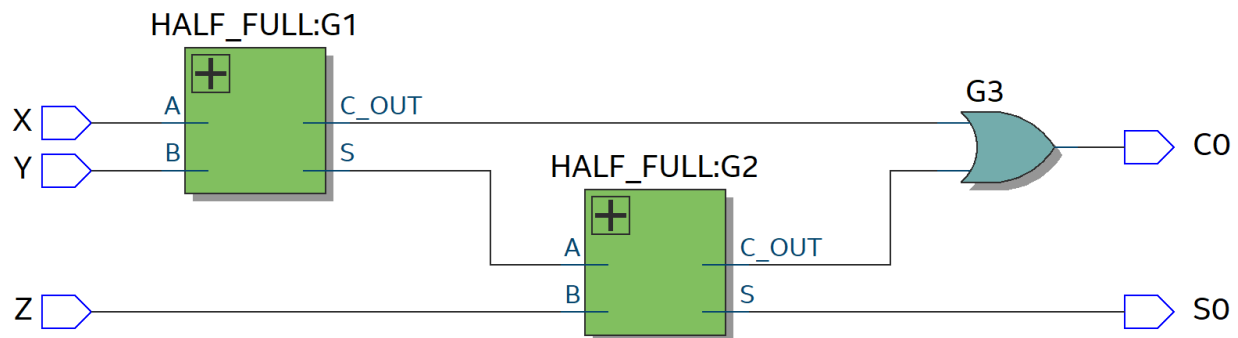 HALF_FULL:G1
A
C_OUT
X
B
S
Y
G3
C0
HALF_FULL:G2
A
C_OUT
B
S
Z
S0